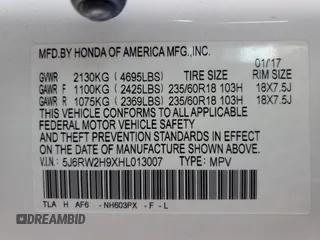 MFD. BY HONDA OF AMERICA MFG., INC.
01/17
GVWR 2130KG (4695LBS) TIRE SIZE RIM SIZE
GAWR F 1100KG (2425LBS) 235/60R18 103H 18X7.5J
GAWR R 1075KG (2369LBS) 235/60R18 103H 18X7.5J
THIS VEHICLE CONFORMS TO ALL APPLICABLE
FEDERAL MOTOR VEHICLE SAFETY
AND THEFT PREVENTION STANDARDS IN EFFECT
ON THE DATE OF MANUFACTURE SHOWN ABOVE.
V.I.N: 5J6RW2H9XHL013007 TYPE: MPV
TLA H AF6 - NH603PX - F - L
DIRECT.CARS